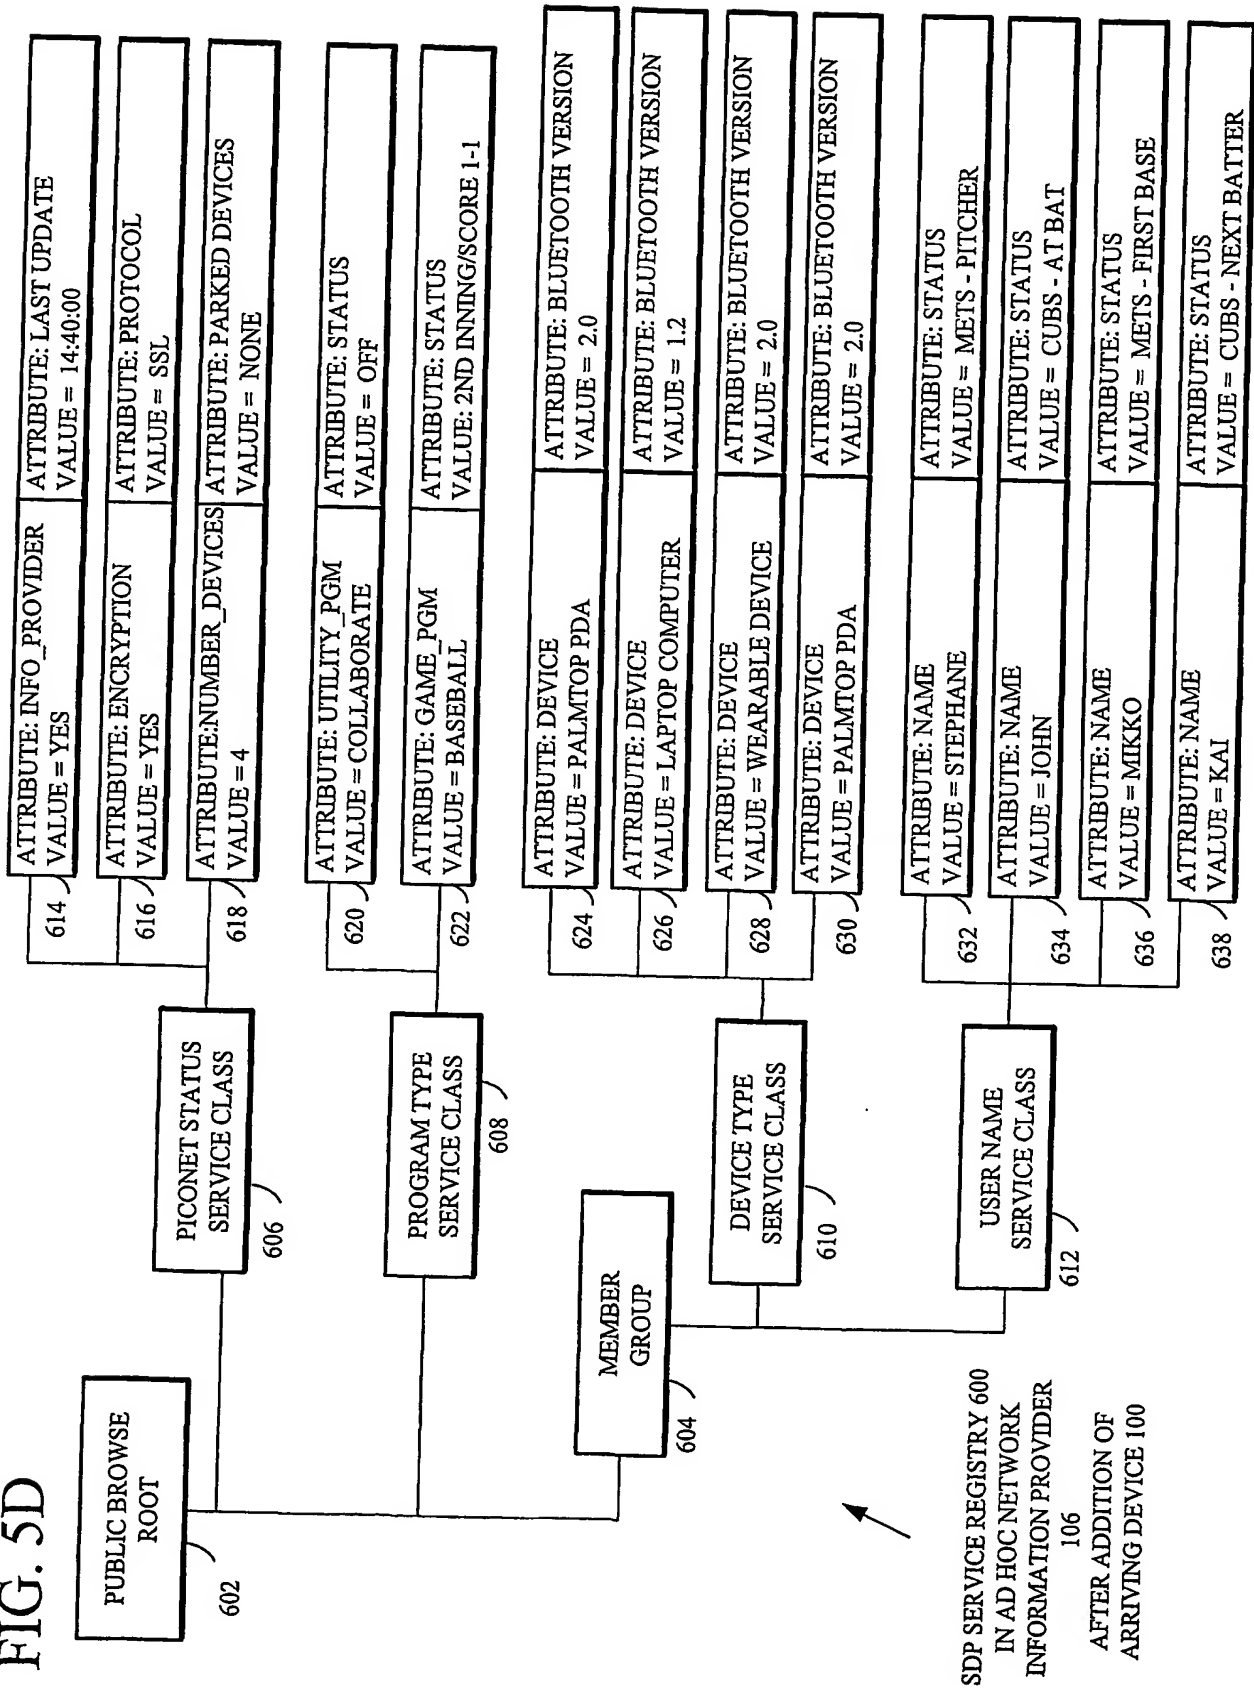 FIG. 5D
PUBLIC BROWSE
ROOT
602
PICONET STATUS
SERVICE CLASS
606
ATTRIBUTE: INFO_PROVIDER
VALUE = YES
ATTRIBUTE: LAST UPDATE
VALUE = 14:40:00
614
ATTRIBUTE: ENCRYPTION
VALUE = YES
ATTRIBUTE: PROTOCOL
VALUE = SSL
616
ATTRIBUTE:NUMBER_DEVICES
VALUE = 4
ATTRIBUTE: PARKED DEVICES
VALUE = NONE
618
PROGRAM TYPE
SERVICE CLASS
608
ATTRIBUTE: UTILITY_PGM
VALUE = COLLABORATE
ATTRIBUTE: STATUS
VALUE = OFF
620
ATTRIBUTE: GAME_PGM
VALUE = BASEBALL
ATTRIBUTE: STATUS
VALUE: 2ND INNING/SCORE 1-1
622
MEMBER
GROUP
604
DEVICE TYPE
SERVICE CLASS
610
ATTRIBUTE: DEVICE
VALUE = PALMTOP PDA
ATTRIBUTE: BLUETOOTH VERSION
VALUE = 2.0
624
ATTRIBUTE: DEVICE
VALUE = LAPTOP COMPUTER
ATTRIBUTE: BLUETOOTH VERSION
VALUE = 1.2
626
ATTRIBUTE: DEVICE
VALUE = WEARABLE DEVICE
ATTRIBUTE: BLUETOOTH VERSION
VALUE = 2.0
628
ATTRIBUTE: DEVICE
VALUE = PALMTOP PDA
ATTRIBUTE: BLUETOOTH VERSION
VALUE = 2.0
630
USER NAME
SERVICE CLASS
612
ATTRIBUTE: NAME
VALUE = STEPHANE
ATTRIBUTE: STATUS
VALUE = METS - PITCHER
632
ATTRIBUTE: NAME
VALUE = JOHN
ATTRIBUTE: STATUS
VALUE = CUBS - AT BAT
634
ATTRIBUTE: NAME
VALUE = MIKKO
ATTRIBUTE: STATUS
VALUE = METS - FIRST BASE
636
ATTRIBUTE: NAME
VALUE = KAI
ATTRIBUTE: STATUS
VALUE = CUBS - NEXT BATTER
638
SDP SERVICE REGISTRY 600
IN AD HOC NETWORK
INFORMATION PROVIDER
106
AFTER ADDITION OF
ARRIVING DEVICE 100